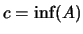 c = inf(A)